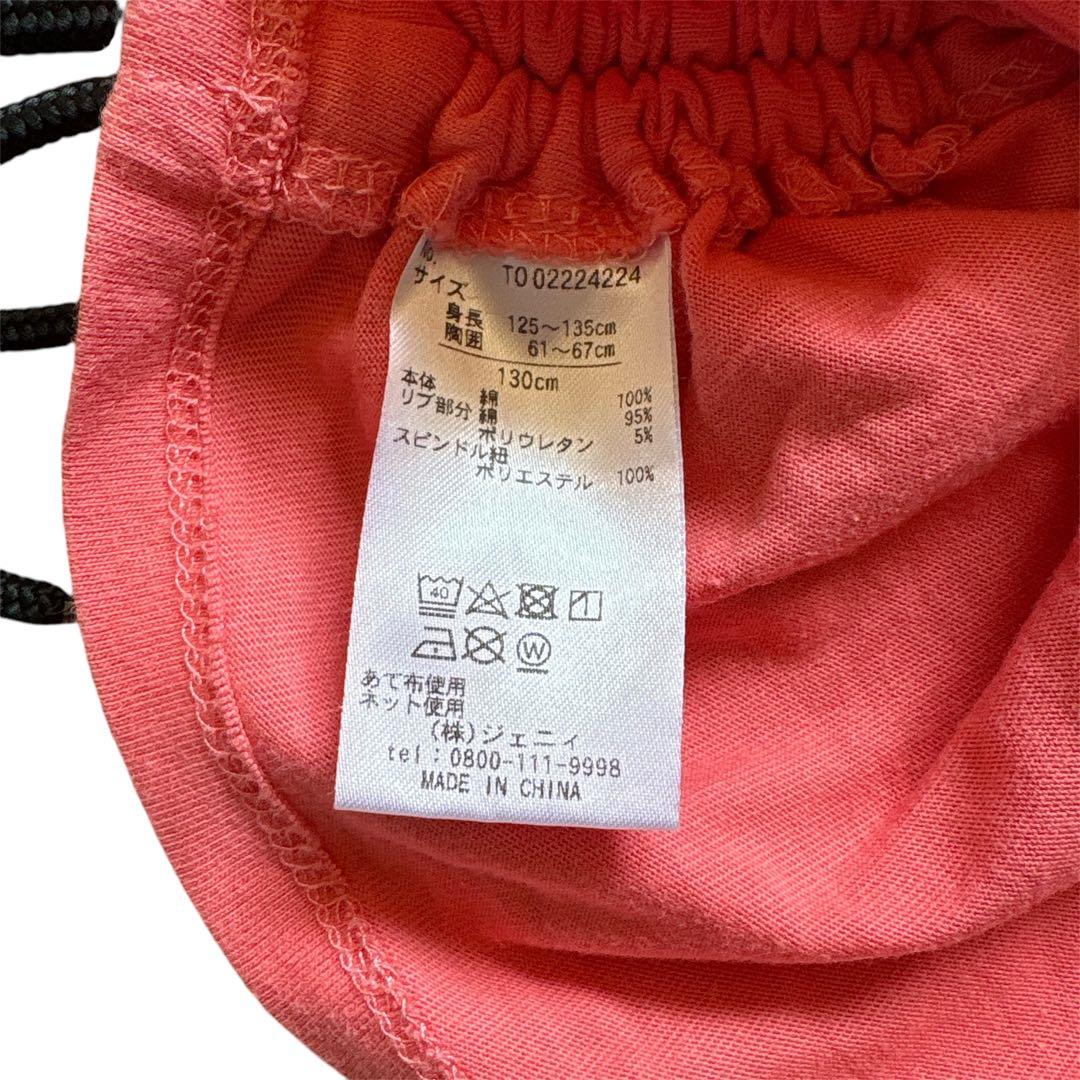 No. T0 02224224
サイズ
身長 125～135cm
胸囲 61～67cm
130cm
本体 綿 100%
リブ部分 綿 95%
ポリウレタン 5%
スピンドル紐
ポリエステル 100%
40
W
あて布使用
ネット使用
(株)ジェニィ
tel：0800-111-9998
MADE IN CHINA